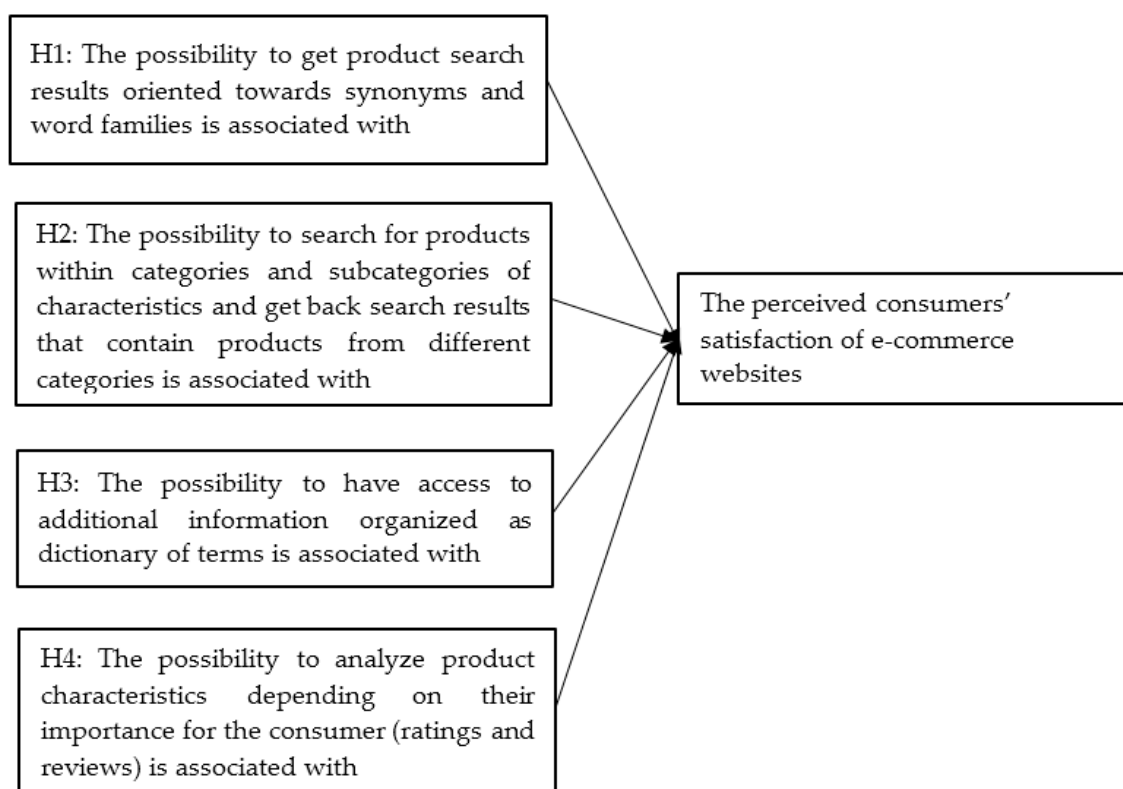 H1: The possibility to get product search
results oriented towards synonyms and
word families is associated with
H2: The possibility to search for products
within categories and subcategories of
characteristics and get back search results
that contain products from different
categories is associated with
The perceived consumers’
satisfaction of e-commerce
websites
H3: The possibility to have access to
additional information organized as
dictionary of terms is associated with
H4: The possibility to analyze product
characteristics depending on their
importance for the consumer (ratings and
reviews) is associated with